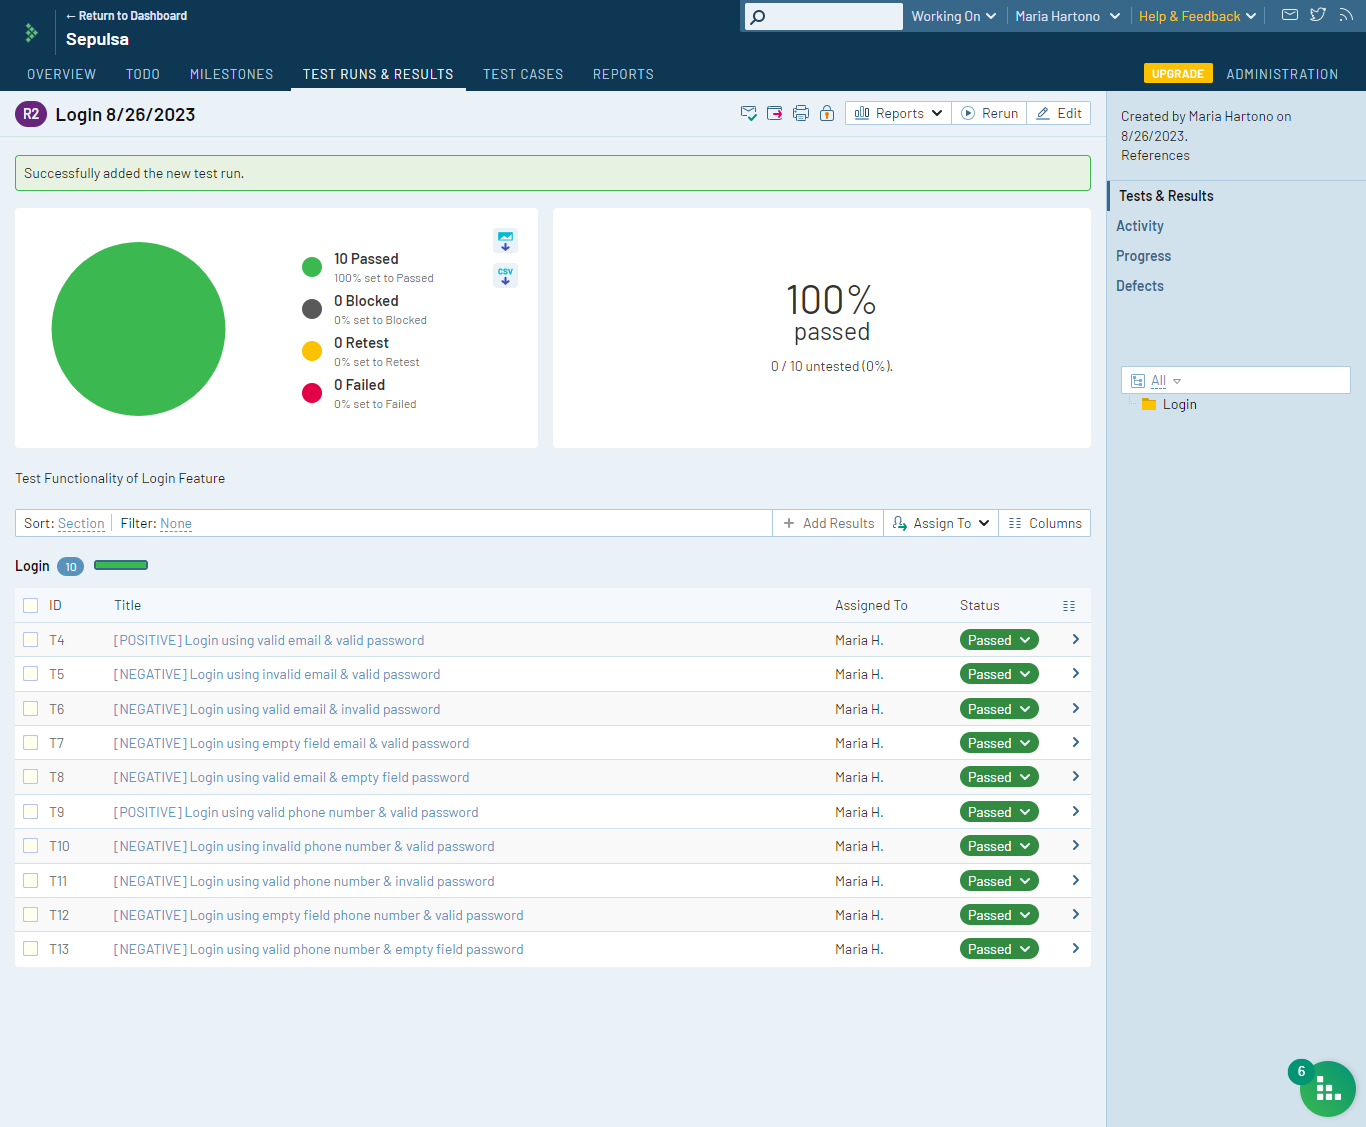 ← Return to Dashboard
Sepulsa
Working On
Maria Hartono
Help & Feedback
OVERVIEW TODO MILESTONES TEST RUNS & RESULTS TEST CASES REPORTS
UPGRADE ADMINISTRATION
R2 Login 8/26/2023
Reports Rerun Edit
Successfully added the new test run.
10 Passed
100% set to Passed
0 Blocked
0% set to Blocked
0 Retest
0% set to Retest
0 Failed
0% set to Failed
CSV
100%
passed
0 / 10 untested (0%).
Test Functionality of Login Feature
Sort: Section Filter: None
+ Add Results Assign To Columns
Login 10
ID Title Assigned To Status
T4 [POSITIVE] Login using valid email & valid password Maria H. Passed
T5 [NEGATIVE] Login using invalid email & valid password Maria H. Passed
T6 [NEGATIVE] Login using valid email & invalid password Maria H. Passed
T7 [NEGATIVE] Login using empty field email & valid password Maria H. Passed
T8 [NEGATIVE] Login using valid email & empty field password Maria H. Passed
T9 [POSITIVE] Login using valid phone number & valid password Maria H. Passed
T10 [NEGATIVE] Login using invalid phone number & valid password Maria H. Passed
T11 [NEGATIVE] Login using valid phone number & invalid password Maria H. Passed
T12 [NEGATIVE] Login using empty field phone number & valid password Maria H. Passed
T13 [NEGATIVE] Login using valid phone number & empty field password Maria H. Passed
Created by Maria Hartono on
8/26/2023.
References
Tests & Results
Activity
Progress
Defects
All
Login
6